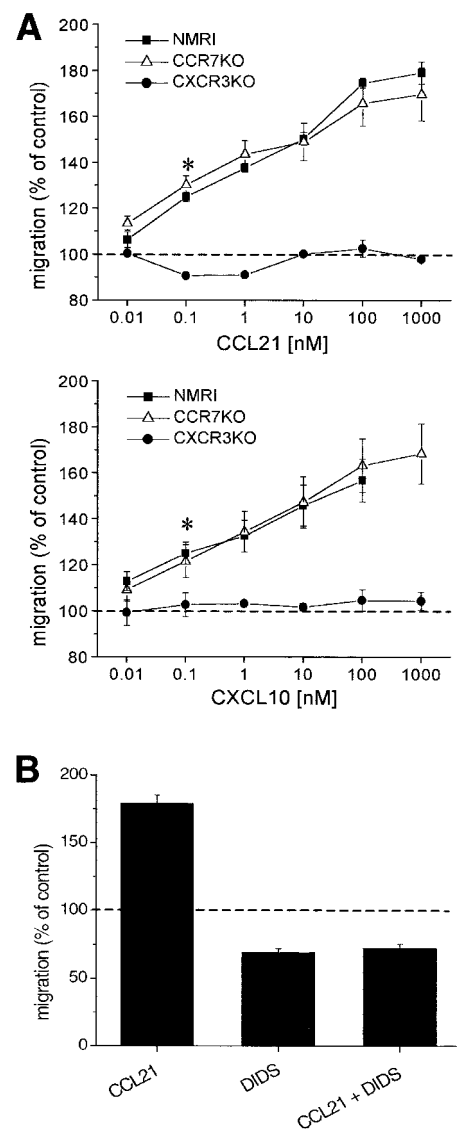 A
200
180
160
140
120
100
80
migration (% of control)
NMRI
CCR7KO
CXCR3KO
*
0.01 0.1 1 10 100 1000
CCL21 [nM]
200
180
160
140
120
100
80
migration (% of control)
NMRI
CCR7KO
CXCR3KO
*
0.01 0.1 1 10 100 1000
CXCL10 [nM]
B
200
150
100
50
0
migration (% of control)
CCL21
DIDS
CCL21 + DIDS